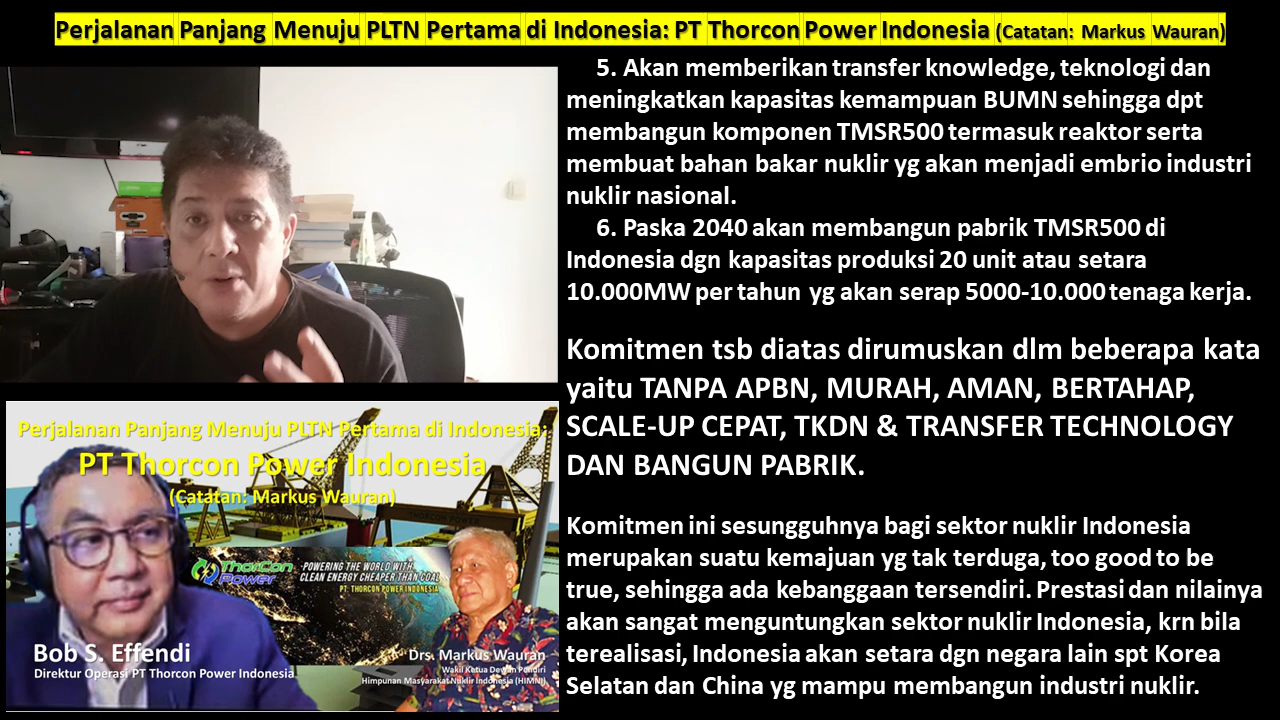 Perjalanan Panjang Menuju PLTN Pertama di Indonesia: PT Thorcon Power Indonesia (Catatan: Markus Wauran)
5. Akan memberikan transfer knowledge, teknologi dan
meningkatkan kapasitas kemampuan BUMN sehingga dpt
membangun komponen TMSR500 termasuk reaktor serta
membuat bahan bakar nuklir yg akan menjadi embrio industri
nuklir nasional.
6. Paska 2040 akan membangun pabrik TMSR500 di
Indonesia dgn kapasitas produksi 20 unit atau setara
10.000MW per tahun yg akan serap 5000-10.000 tenaga kerja.
Komitmen tsb diatas dirumuskan dlm beberapa kata
yaitu TANPA APBN, MURAH, AMAN, BERTAHAP,
SCALE-UP CEPAT, TKDN & TRANSFER TECHNOLOGY
DAN BANGUN PABRIK.
Komitmen ini sesungguhnya bagi sektor nuklir Indonesia
merupakan suatu kemajuan yg tak terduga, too good to be
true, sehingga ada kebanggaan tersendiri. Prestasi dan nilainya
akan sangat menguntungkan sektor nuklir Indonesia, krn bila
terealisasi, Indonesia akan setara dgn negara lain spt Korea
Selatan dan China yg mampu membangun industri nuklir.
Perjalanan Panjang Menuju PLTN Pertama di Indonesia:
PT Thorcon Power Indonesia
(Catatan: Markus Wauran)
ThorCon
Power
POWERING THE WORLD WITH
CLEAN ENERGY CHEAPER THAN COAL
PT. THORCON POWER INDONESIA
Bob S. Effendi
Direktur Operasi PT Thorcon Power Indonesia
Drs. Markus Wauran
Wakil Ketua Dewan Pendiri
Himpunan Masyarakat Nuklir Indonesia (HIMNI)